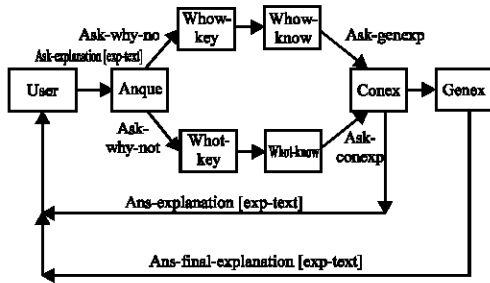 Ask-why-no
Whow-
key
Whow-
know
Ask-genexp
Ask-explanation [exp-text]
User
Anque
Conex
Genex
Ask-
why-not
Whot-
key
Whot-know
Ask-
conexp
Ans-explanation [exp-text]
Ans-final-explanation [exp-text]